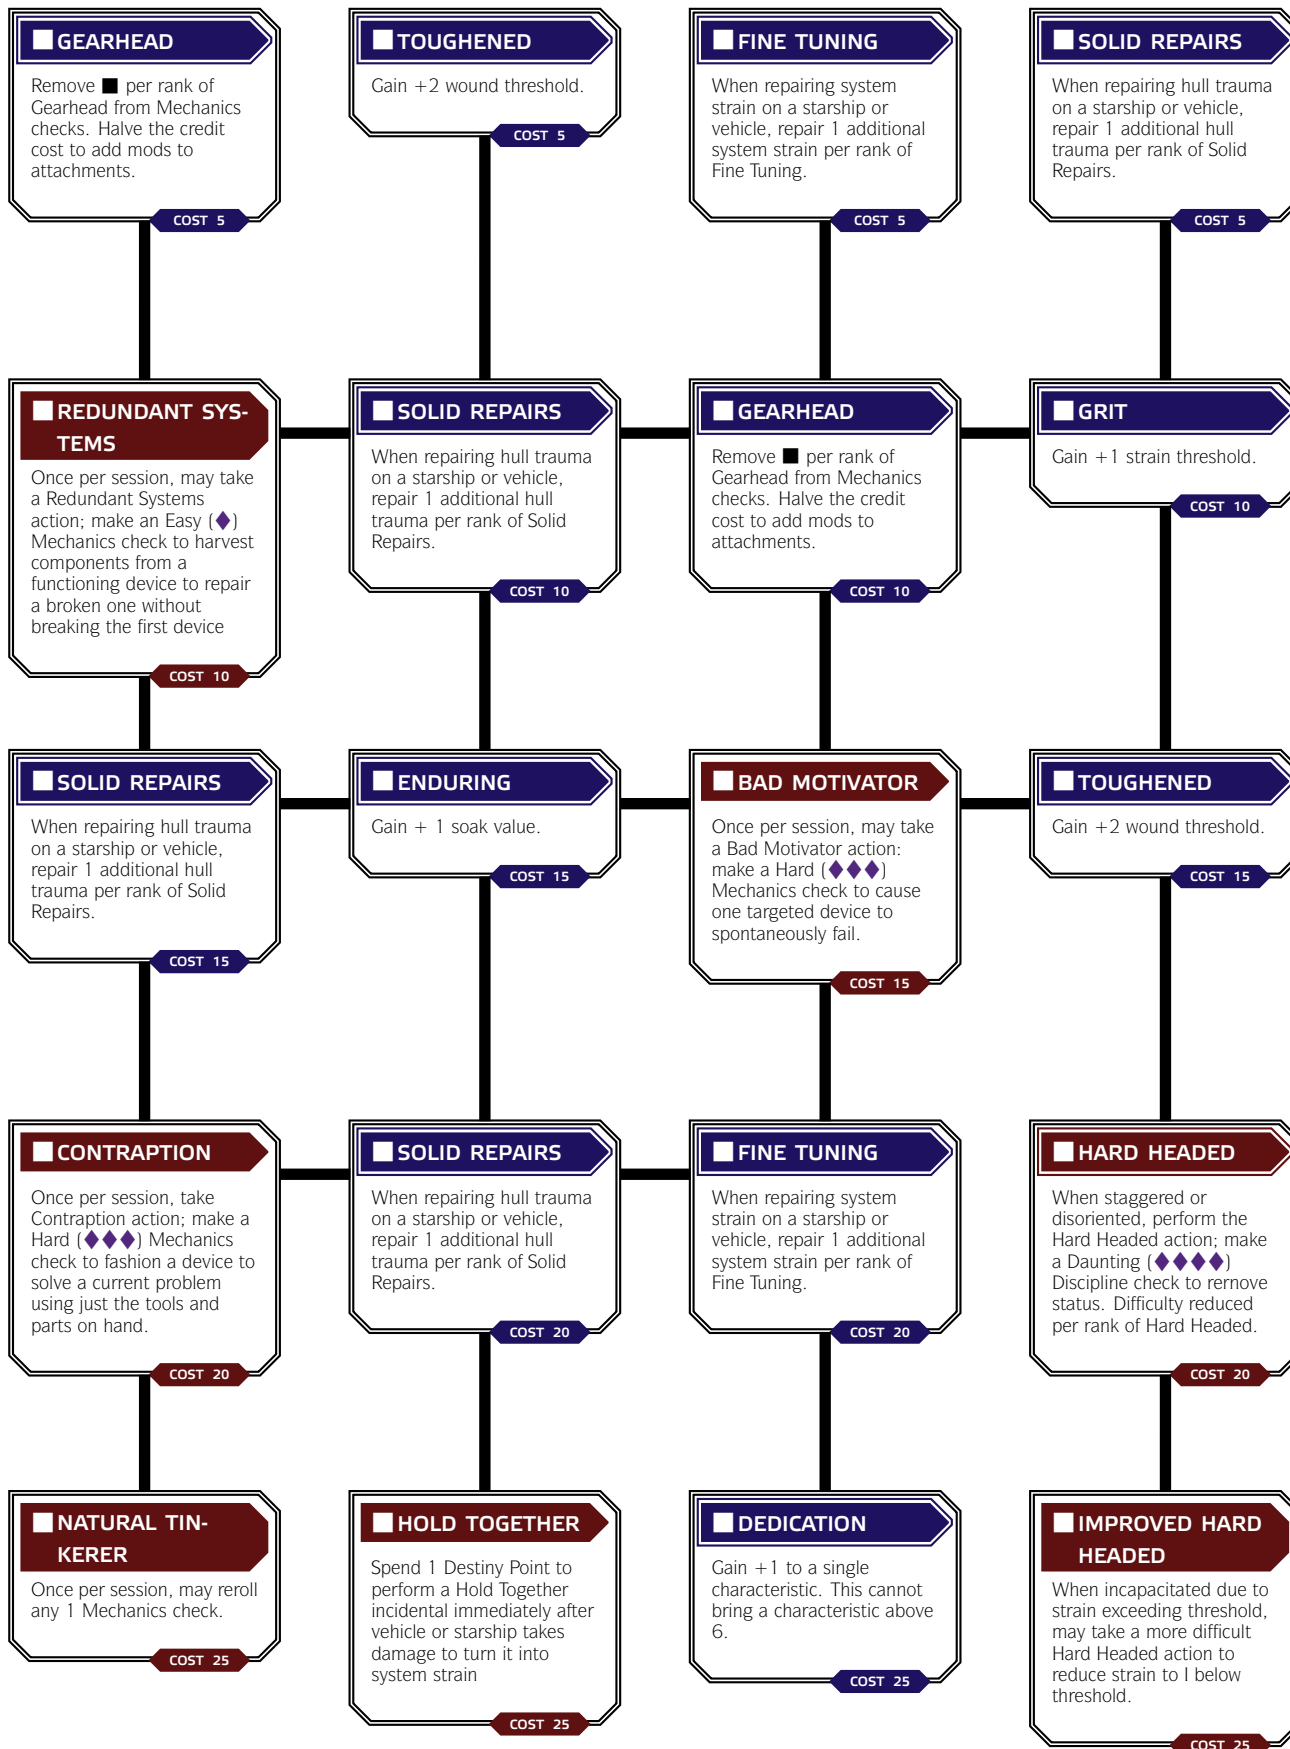 GEARHEAD
Remove ■ per rank of
Gearhead from Mechanics
checks. Halve the credit
cost to add mods to
attachments.
COST 5
TOUGHENED
Gain +2 wound threshold.
COST 5
FINE TUNING
When repairing system
strain on a starship or
vehicle, repair 1 additional
system strain per rank of
Fine Tuning.
COST 5
SOLID REPAIRS
When repairing hull trauma
on a starship or vehicle,
repair 1 additional hull
trauma per rank of Solid
Repairs.
COST 5
REDUNDANT SYS-
TEMS
Once per session, may take
a Redundant Systems
action; make an Easy (♦)
Mechanics check to harvest
components from a
functioning device to repair
a broken one without
breaking the first device
COST 10
SOLID REPAIRS
When repairing hull trauma
on a starship or vehicle,
repair 1 additional hull
trauma per rank of Solid
Repairs.
COST 10
GEARHEAD
Remove ■ per rank of
Gearhead from Mechanics
checks. Halve the credit
cost to add mods to
attachments.
COST 10
GRIT
Gain +1 strain threshold.
COST 10
SOLID REPAIRS
When repairing hull trauma
on a starship or vehicle,
repair 1 additional hull
trauma per rank of Solid
Repairs.
COST 15
ENDURING
Gain + 1 soak value.
COST 15
BAD MOTIVATOR
Once per session, may take
a Bad Motivator action:
make a Hard (♦♦♦)
Mechanics check to cause
one targeted device to
spontaneously fail.
COST 15
TOUGHENED
Gain +2 wound threshold.
COST 15
CONTRAPTION
Once per session, take
Contraption action; make a
Hard (♦♦♦) Mechanics
check to fashion a device to
solve a current problem
using just the tools and
parts on hand.
COST 20
SOLID REPAIRS
When repairing hull trauma
on a starship or vehicle,
repair 1 additional hull
trauma per rank of Solid
Repairs.
COST 20
FINE TUNING
When repairing system
strain on a starship or
vehicle, repair 1 additional
system strain per rank of
Fine Tuning.
COST 20
HARD HEADED
When staggered or
disoriented, perform the
Hard Headed action; make
a Daunting (♦♦♦♦)
Discipline check to rernove
status. Difficulty reduced
per rank of Hard Headed.
COST 20
NATURAL TIN-
KERER
Once per session, may reroll
any 1 Mechanics check.
COST 25
HOLD TOGETHER
Spend 1 Destiny Point to
perform a Hold Together
incidental immediately after
vehicle or starship takes
damage to turn it into
system strain
COST 25
DEDICATION
Gain +1 to a single
characteristic. This cannot
bring a characteristic above
6.
COST 25
IMPROVED HARD
HEADED
When incapacitated due to
strain exceeding threshold,
may take a more difficult
Hard Headed action to
reduce strain to I below
threshold.
COST 25